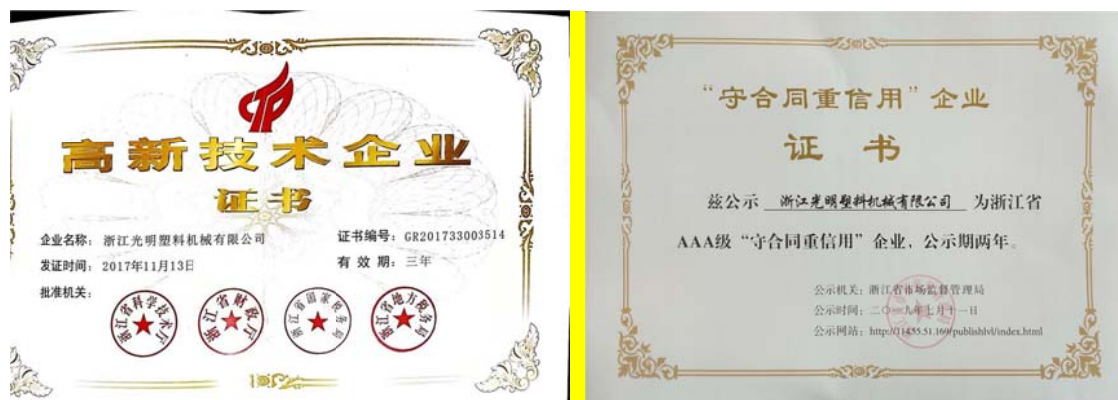 高新技术企业
证书
企业名称：浙江光明塑料机械有限公司
证书编号：GR201733003514
发证时间：2017年11月13日
有 效 期：三年
批准机关：
浙江省科学技术厅
浙江省财政厅
浙江省国家税务局
浙江省地方税务局
“守合同重信用”企业
证 书
兹公示 浙江光明塑料机械有限公司 为浙江省
AAA级“守合同重信用”企业，公示期两年。
公示机关：浙江省市场监督管理局
公示时间：二〇一九年七月十一日
公示网站：